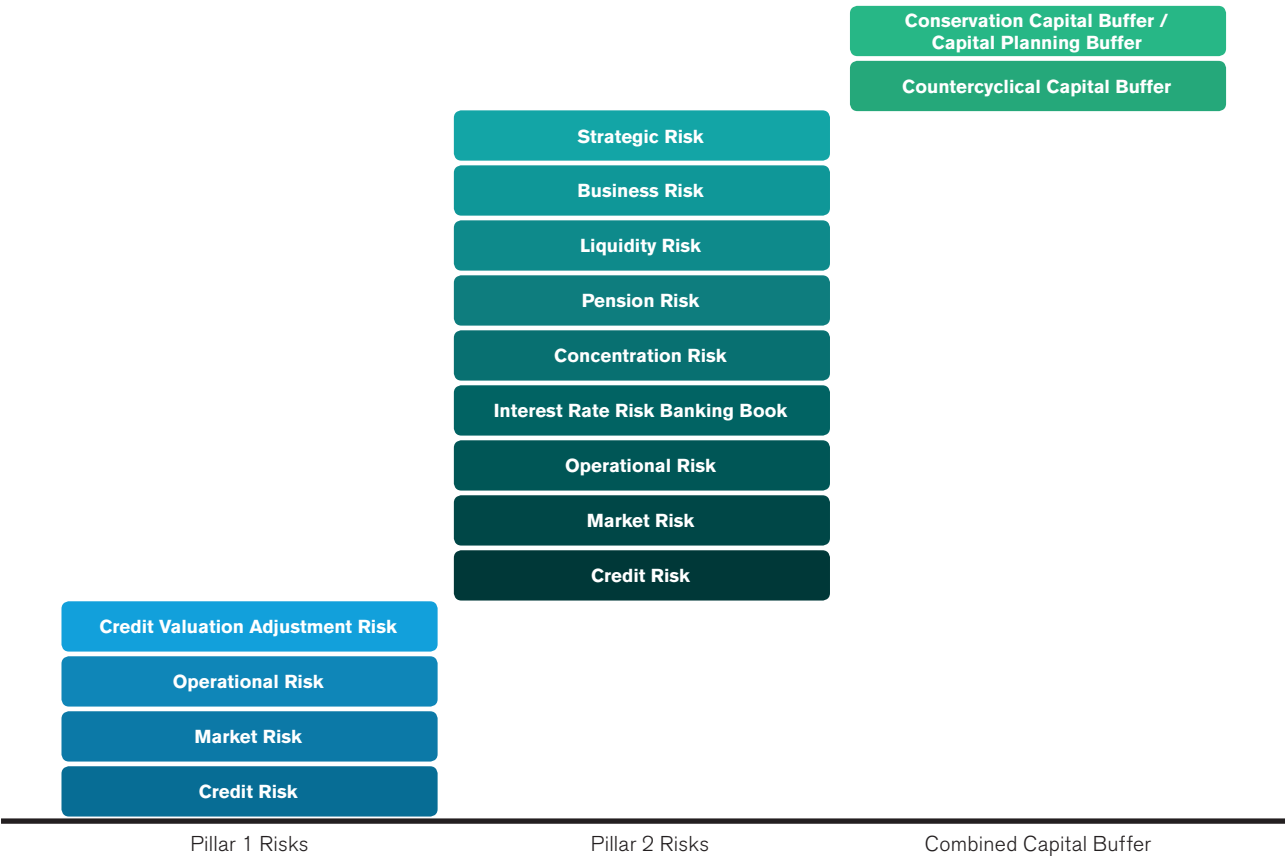 Conservation Capital Buffer /
Capital Planning Buffer
Countercyclical Capital Buffer
Strategic Risk
Business Risk
Liquidity Risk
Pension Risk
Concentration Risk
Interest Rate Risk Banking Book
Operational Risk
Market Risk
Credit Risk
Credit Valuation Adjustment Risk
Operational Risk
Market Risk
Credit Risk
Pillar 1 Risks
Pillar 2 Risks
Combined Capital Buffer